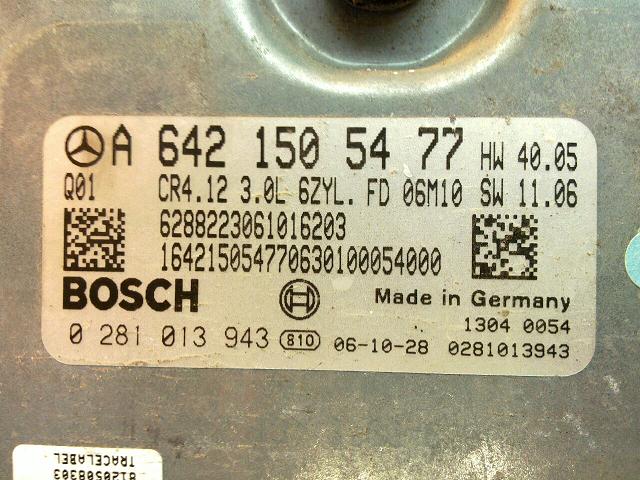 A 642 150 54 77 HW 40.05
Q01 CR4.12 3.0L 6ZYL. FD 06M10 SW 11.06
6288223061016203
16421505477063010005400​0
BOSCH Made in Germany
1304 0054
0 281 013 943 810 06-10-28 0281013943
TRACELABEL
8120508303